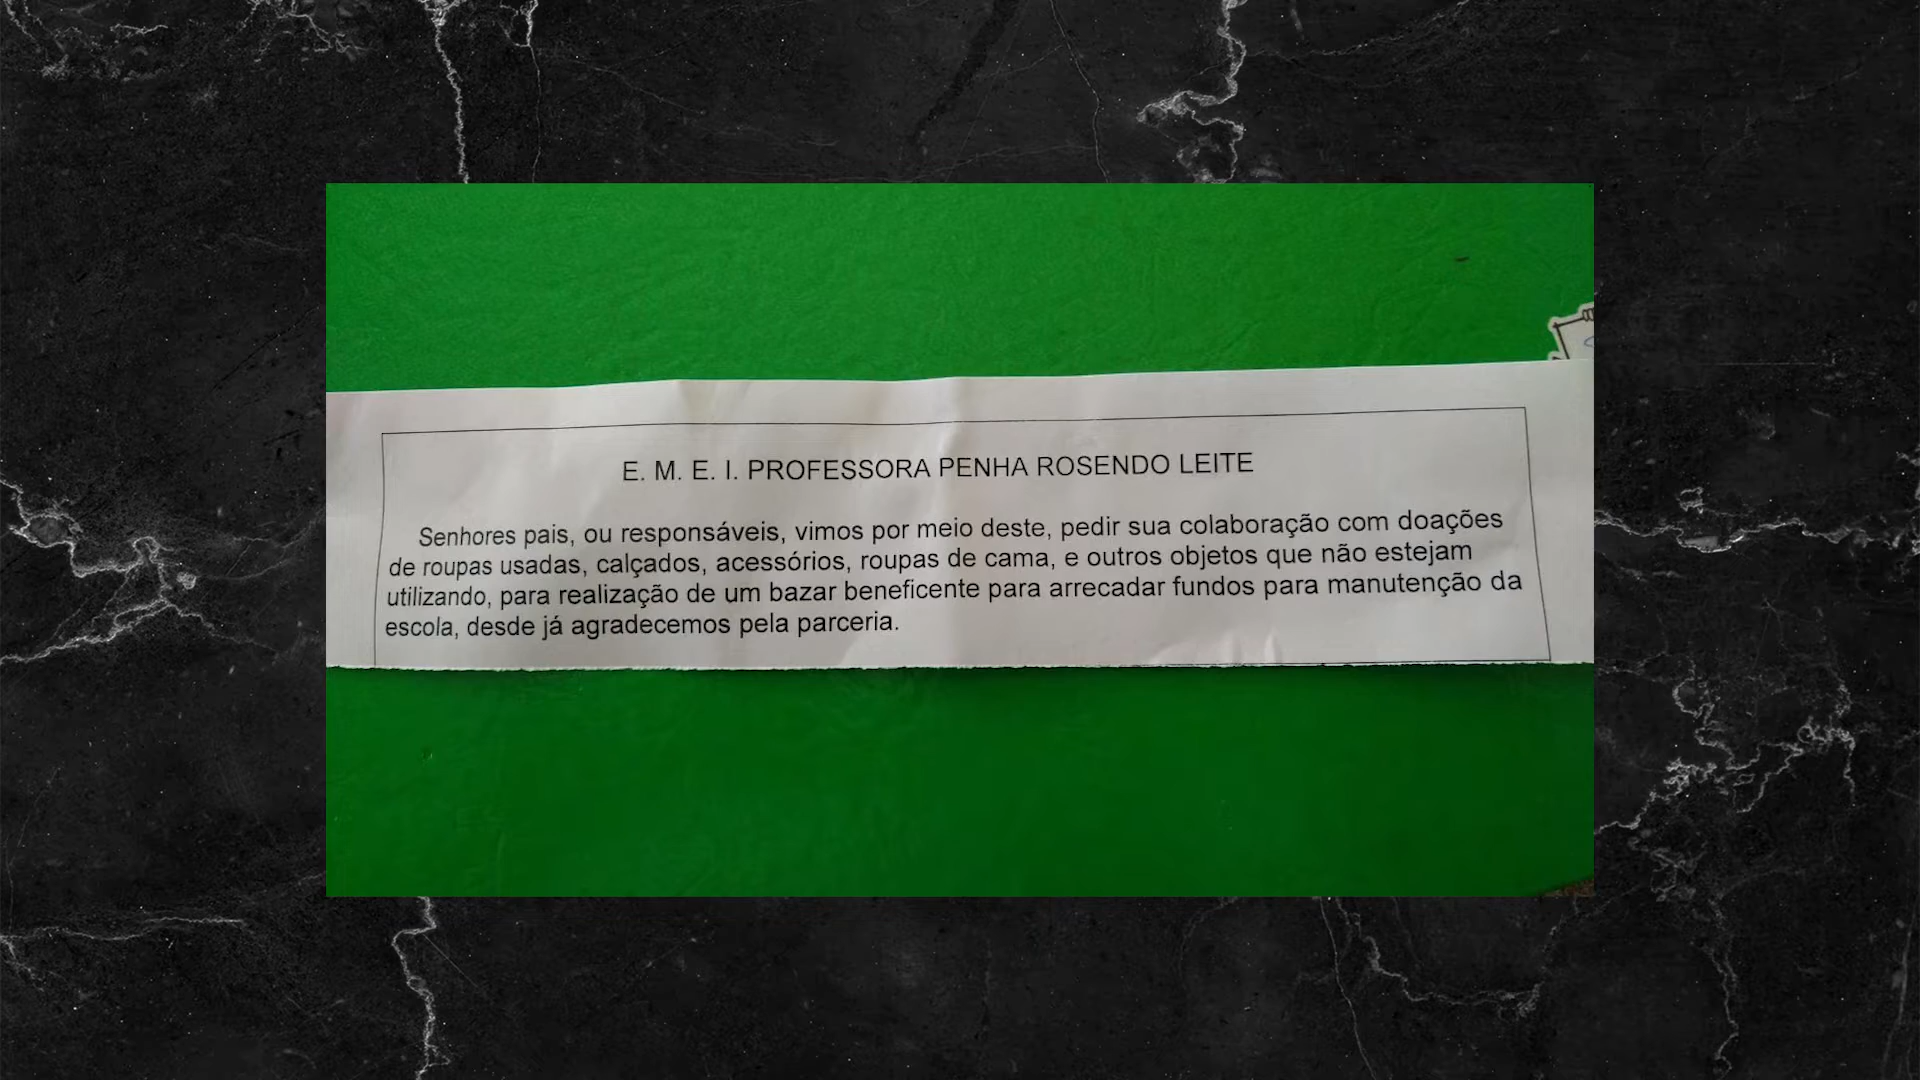 E. M. E. I. PROFESSORA PENHA ROSENDO LEITE
Senhores pais, ou responsáveis, vimos por meio deste, pedir sua colaboração com doações
de roupas usadas, calçados, acessórios, roupas de cama, e outros objetos que não estejam
utilizando, para realização de um bazar beneficente para arrecadar fundos para manutenção da
escola, desde já agradecemos pela parceria.